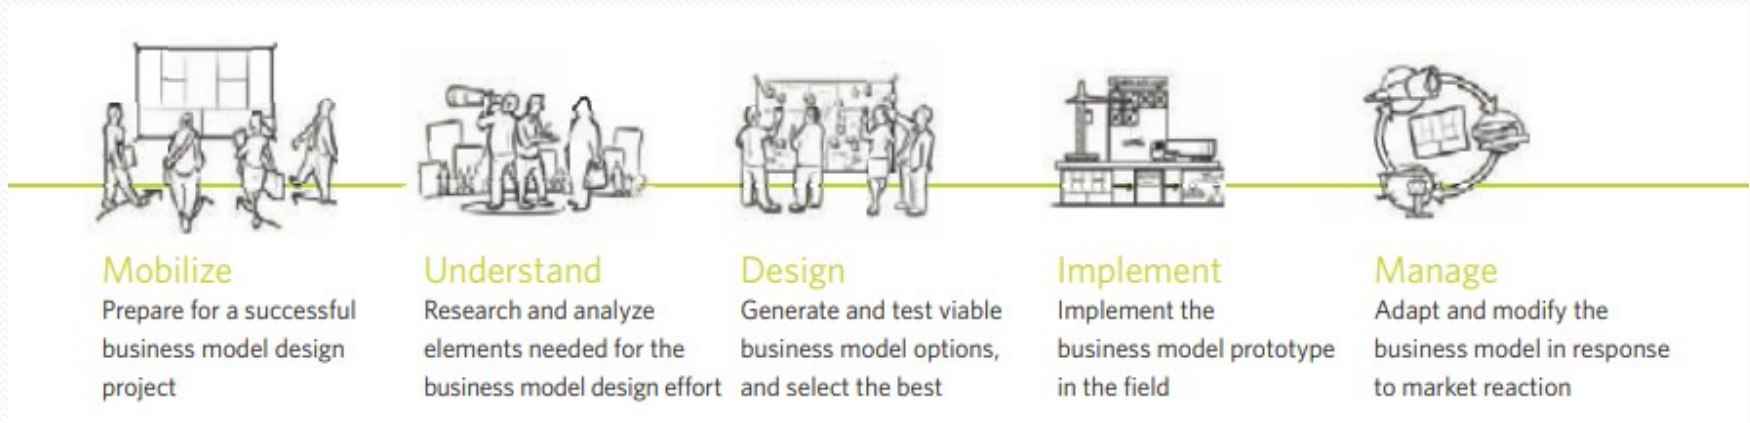 Mobilize
Prepare for a successful
business model design
project
Understand
Research and analyze
elements needed for the
business model design effort
Design
Generate and test viable
business model options,
and select the best
Implement
Implement the
business model prototype
in the field
Manage
Adapt and modify the
business model in response
to market reaction